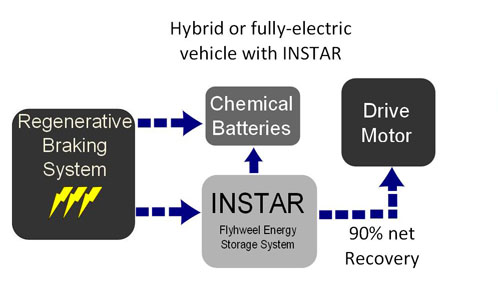 Hybrid or fully-electric
vehicle with INSTAR
Regenerative
Braking
System
Chemical
Batteries
Drive
Motor
INSTAR
Flyhweel Energy
Storage System
90% net
Recovery